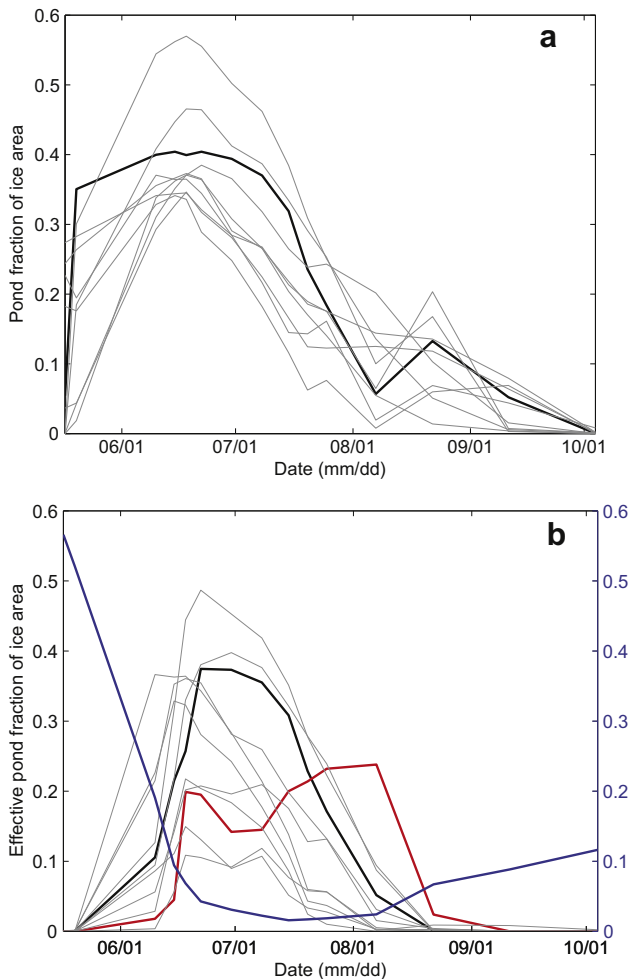 a
Pond fraction of ice area
0.6
0.5
0.4
0.3
0.2
0.1
0
06/01 07/01 08/01 09/01 10/01
Date (mm/dd)
b
Effective pond fraction of ice area
0.6 0.6
0.5 0.5
0.4 0.4
0.3 0.3
0.2 0.2
0.1 0.1
0 0
06/01 07/01 08/01 09/01 10/01
Date (mm/dd)